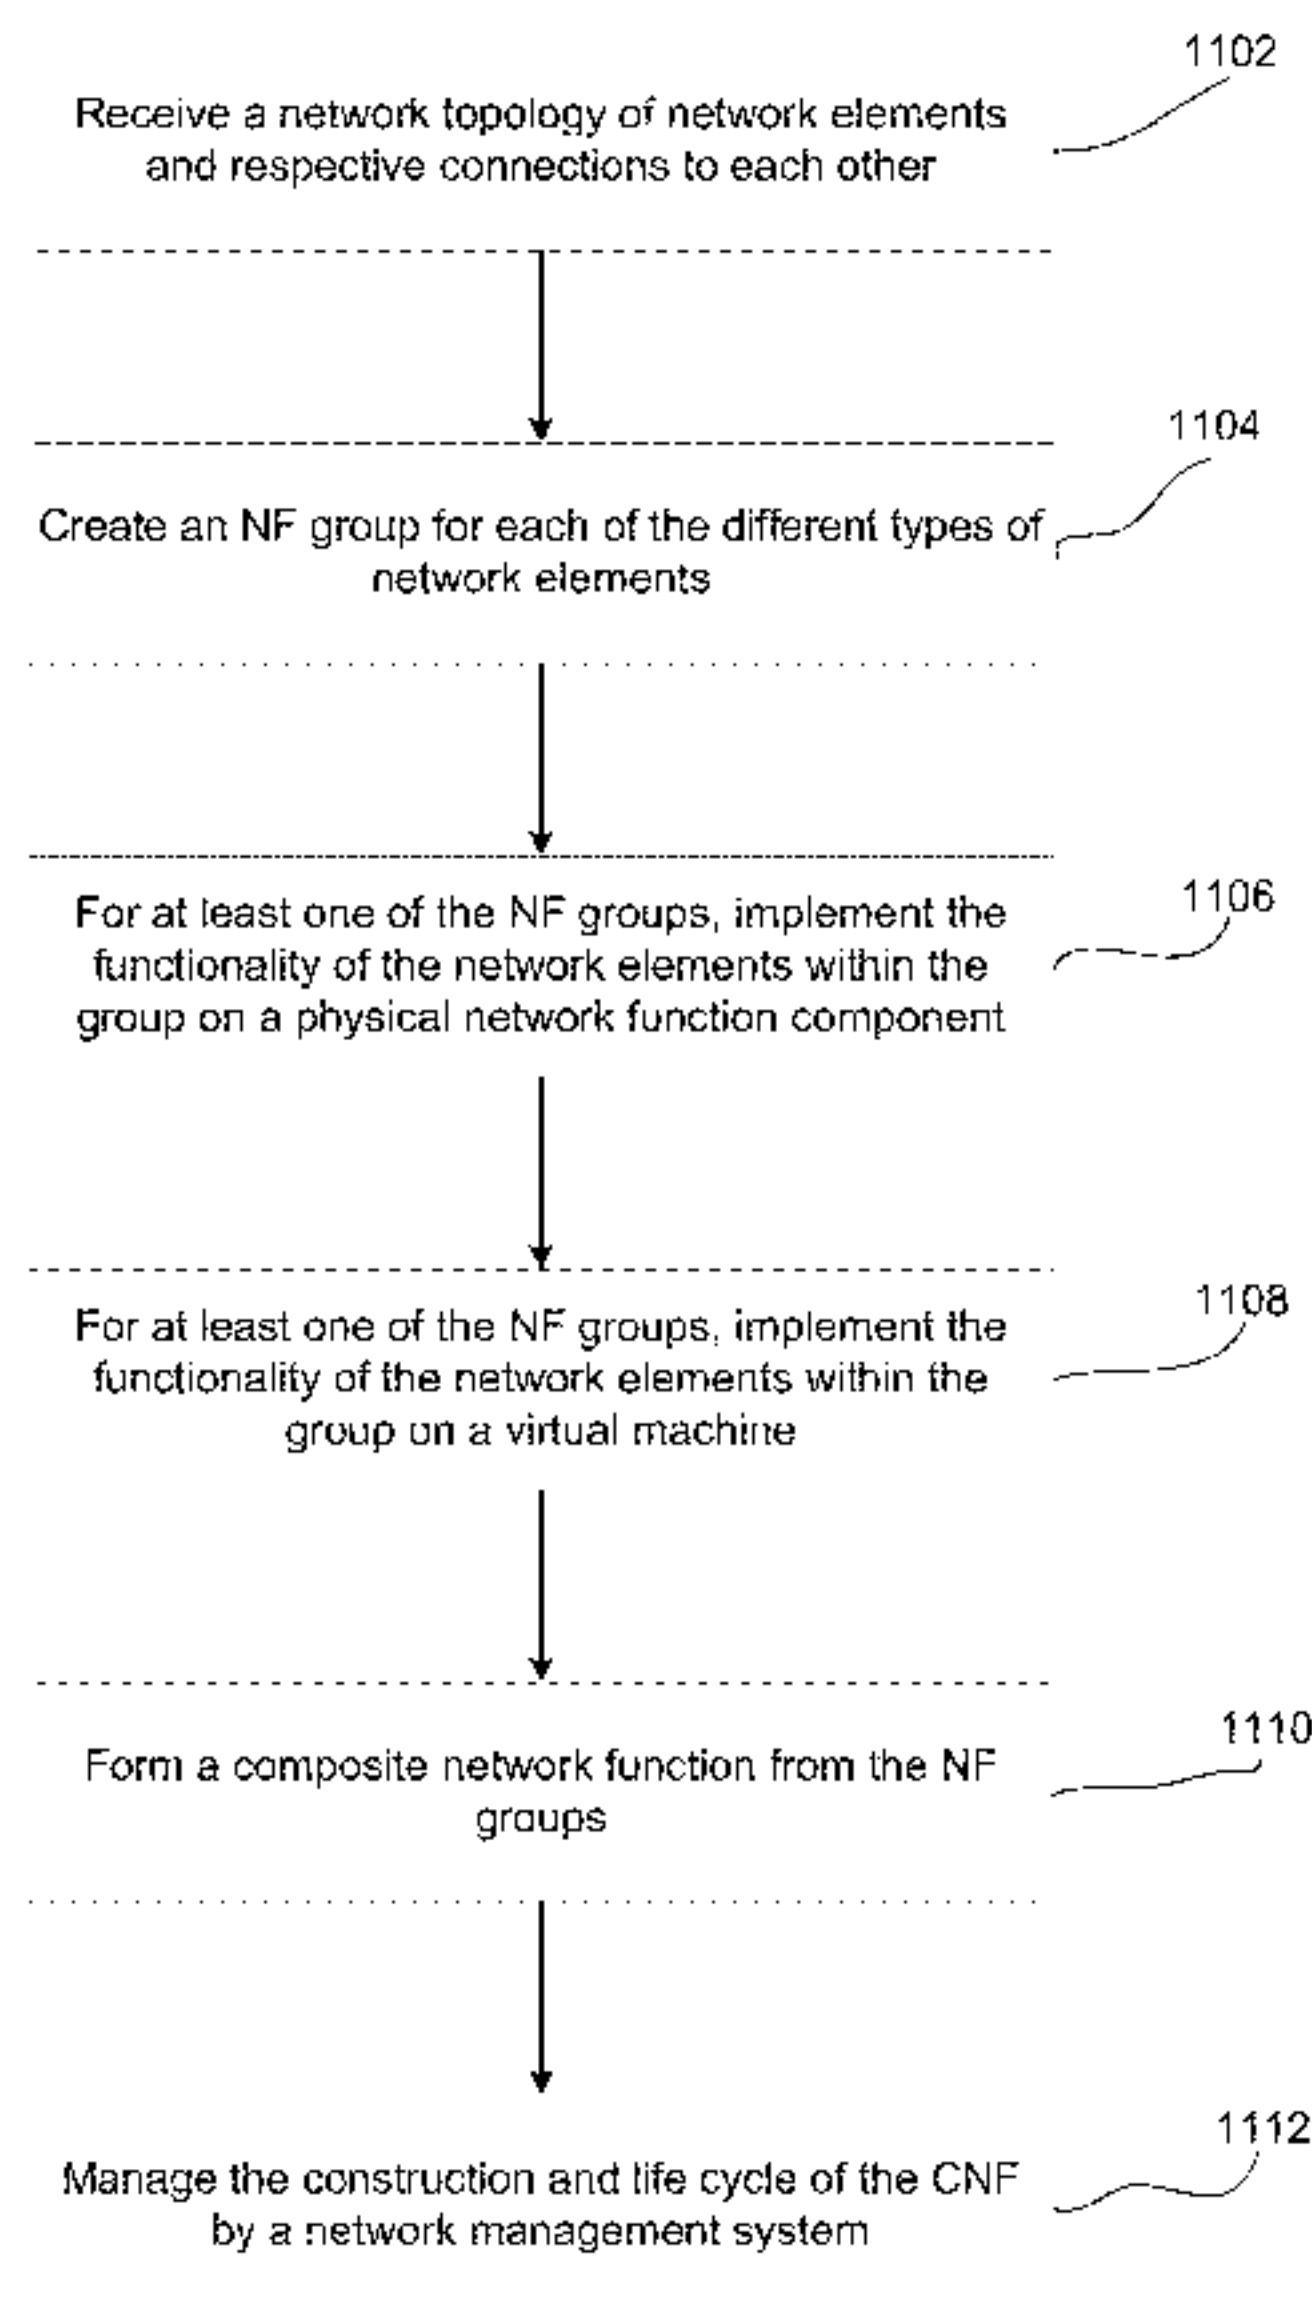 1102
Receive a network topology of network elements
and respective connections to each other
1104
Create an NF group for each of the different types of
network elements
1106
For at least one of the NF groups, implement the
functionality of the network elements within the
group on a physical network function component
1108
For at least one of the NF groups, implement the
functionality of the network elements within the
group on a virtual machine
1110
Form a composite network function from the NF
groups
1112
Manage the construction and life cycle of the CNF
by a network management system